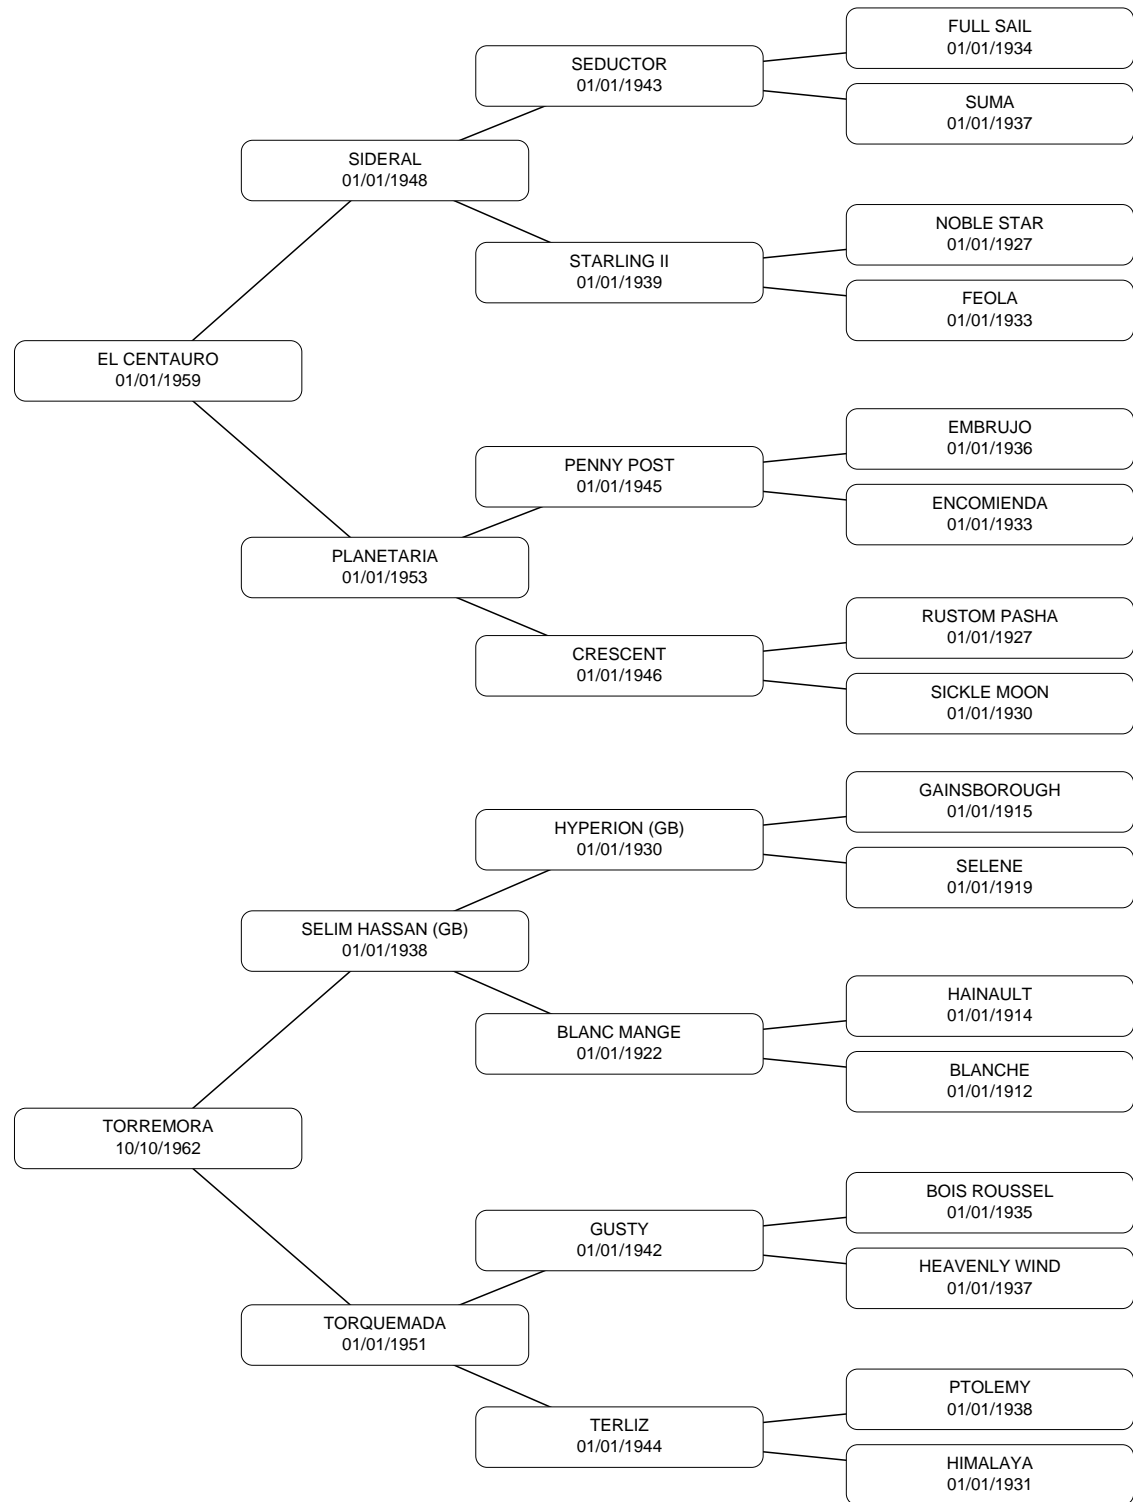 FULL SAIL
01/01/1934
SEDUCTOR
01/01/1943
SUMA
01/01/1937
SIDERAL
01/01/1948
NOBLE STAR
01/01/1927
STARLING II
01/01/1939
FEOLA
01/01/1933
EL CENTAURO
01/01/1959
EMBRUJO
01/01/1936
PENNY POST
01/01/1945
ENCOMIENDA
01/01/1933
PLANETARIA
01/01/1953
RUSTOM PASHA
01/01/1927
CRESCENT
01/01/1946
SICKLE MOON
01/01/1930
GAINSBOROUGH
01/01/1915
HYPERION (GB)
01/01/1930
SELENE
01/01/1919
SELIM HASSAN (GB)
01/01/1938
HAINAULT
01/01/1914
BLANC MANGE
01/01/1922
BLANCHE
01/01/1912
TORREMORA
10/10/1962
BOIS ROUSSEL
01/01/1935
GUSTY
01/01/1942
HEAVENLY WIND
01/01/1937
TORQUEMADA
01/01/1951
PTOLEMY
01/01/1938
TERLIZ
01/01/1944
HIMALAYA
01/01/1931